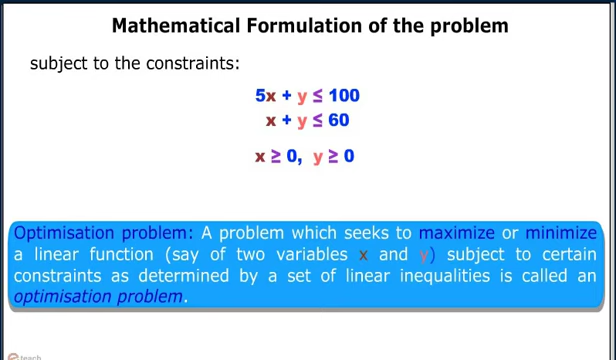 Mathematical Formulation of the problem
subject to the constraints:
5x + y ≤ 100
x + y ≤ 60
x ≥ 0, y ≥ 0
Optimisation problem: A problem which seeks to maximize or minimize
a linear function (say of two variables x and y) subject to certain
constraints as determined by a set of linear inequalities is called an
optimisation problem.
e teach